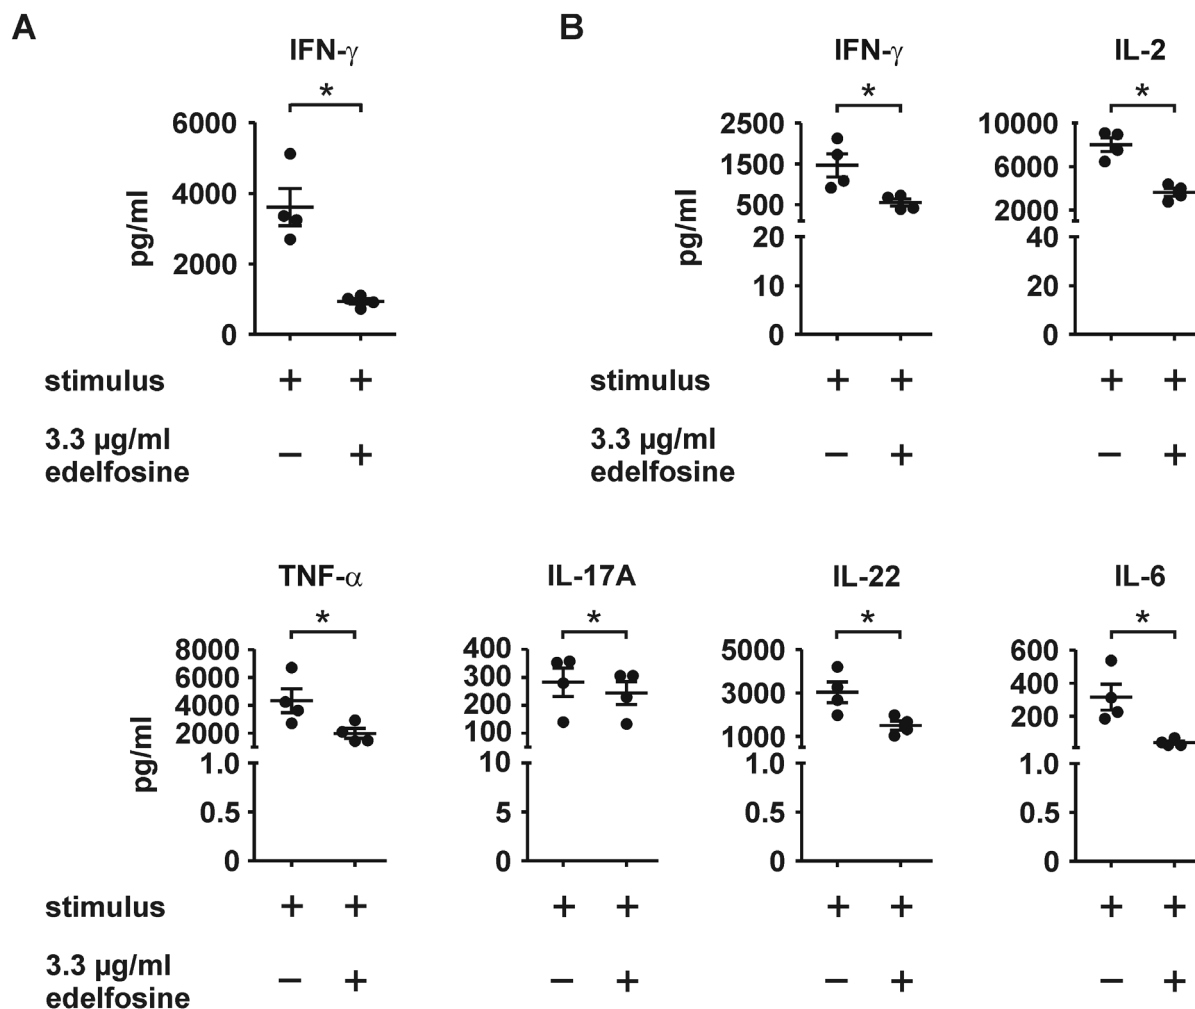 A
B
IFN-γ
IFN-γ
IL-2
*
*
*
pg/ml
6000
4000
2000
0
pg/ml
2500
1500
500
20
10
0
10000
6000
2000
40
20
0
stimulus + +
3.3 µg/ml
edelfosine − +
stimulus + + + +
3.3 µg/ml
edelfosine − + − +
TNF-α
IL-17A
IL-22
IL-6
*
*
*
*
pg/ml
8000
6000
4000
2000
1.0
0.5
0
400
300
200
100
10
5
0
5000
3000
1000
1.0
0.5
0
600
400
200
1.0
0.5
0
stimulus + + + + + + + +
3.3 µg/ml
edelfosine − + − + − + − +